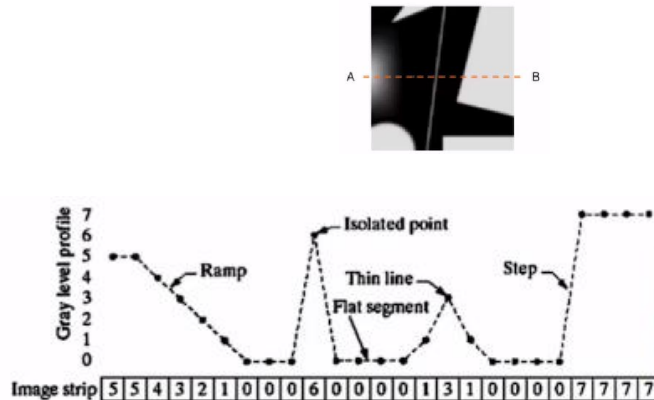 A B
Gray level profile
7
6
5
4
3
2
1
0
Isolated point
Ramp
Thin line
Step
Flat segment
Image strip 5 5 4 3 2 1 0 0 0 6 0 0 0 0 1 3 1 0 0 0 0 7 7 7 7